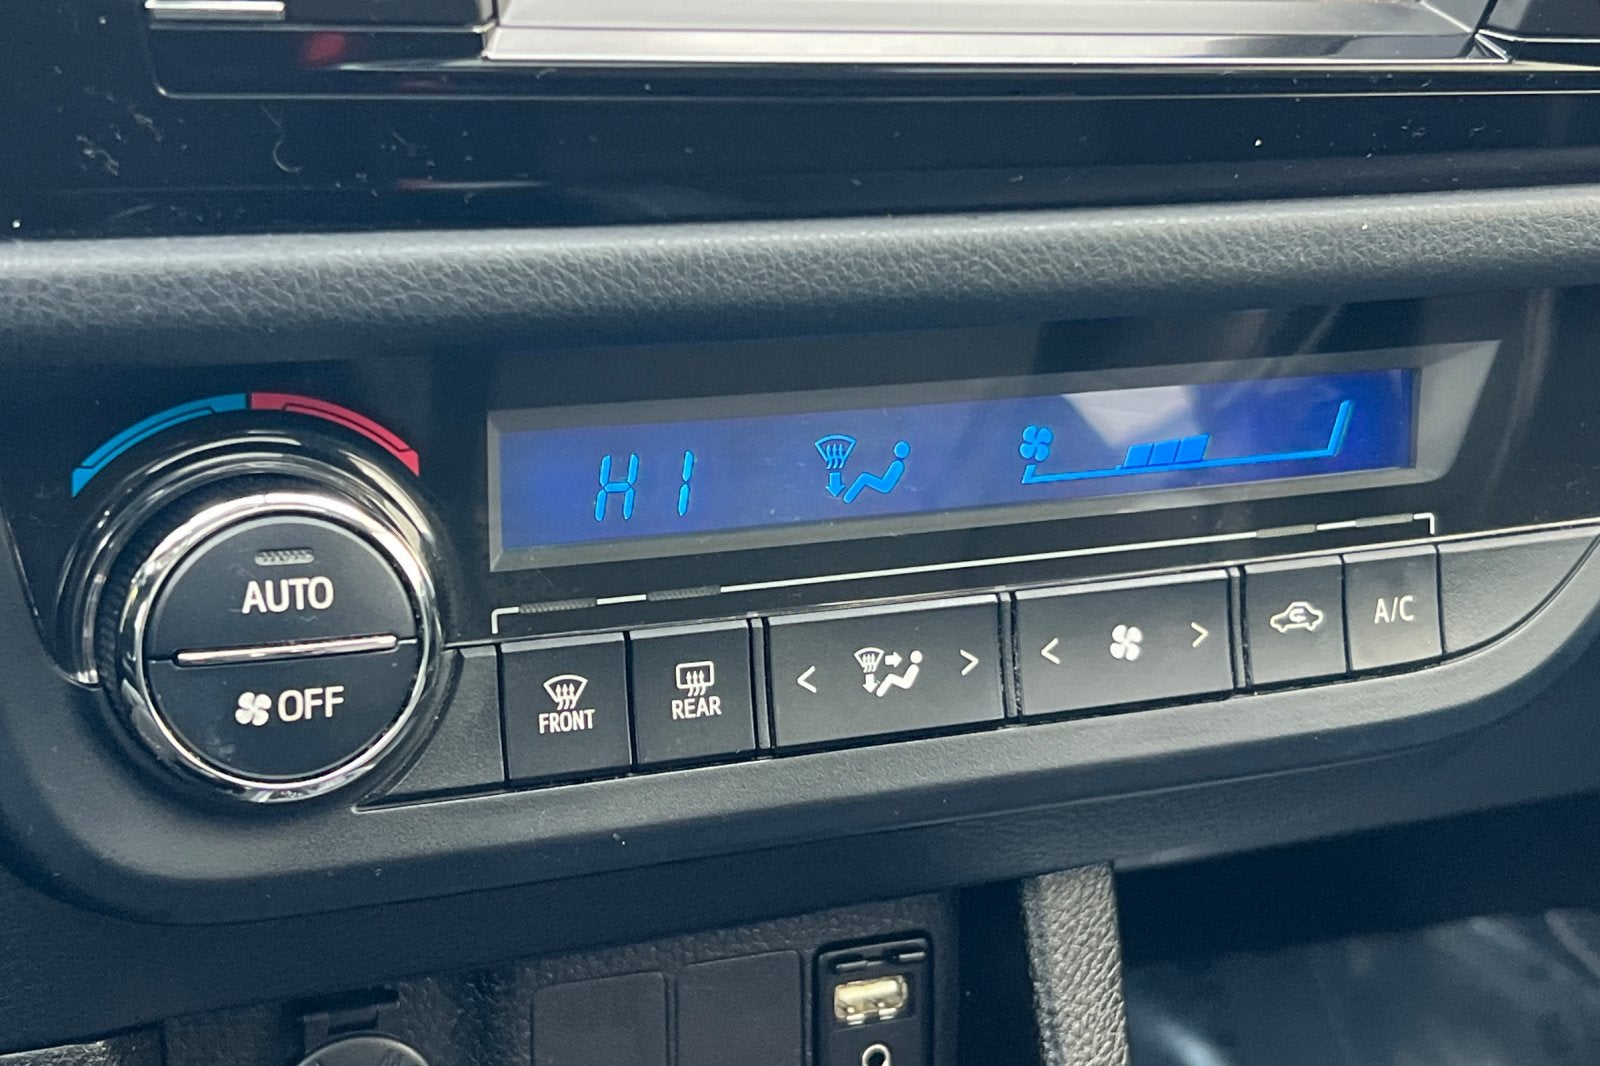 HI
AUTO
OFF
FRONT
REAR
< >
< >
A/C